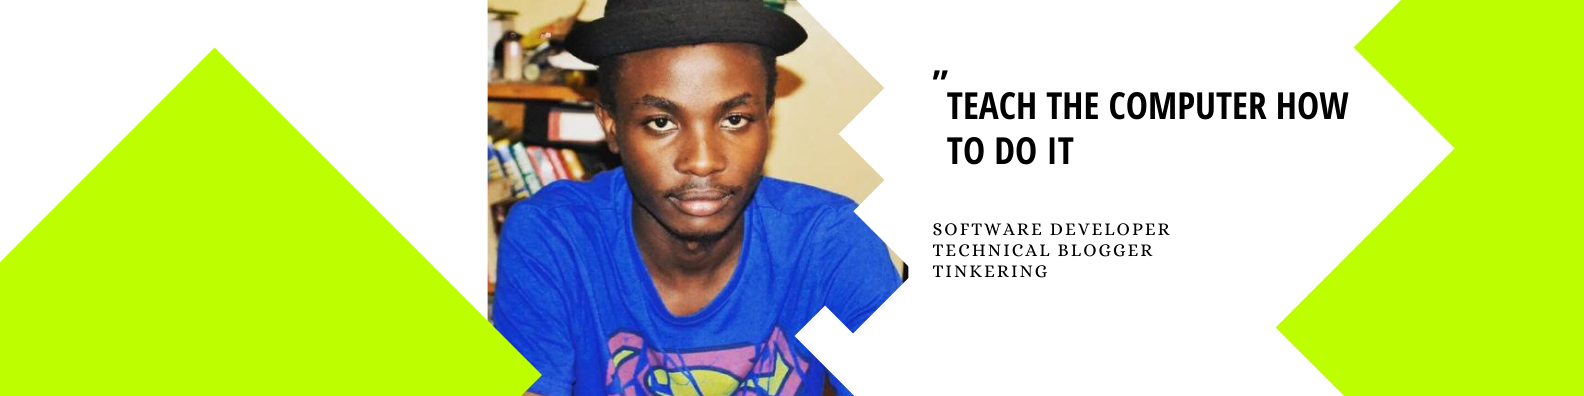 ”
TEACH THE COMPUTER HOW
TO DO IT
SOFTWARE DEVELOPER
TECHNICAL BLOGGER
TINKERING